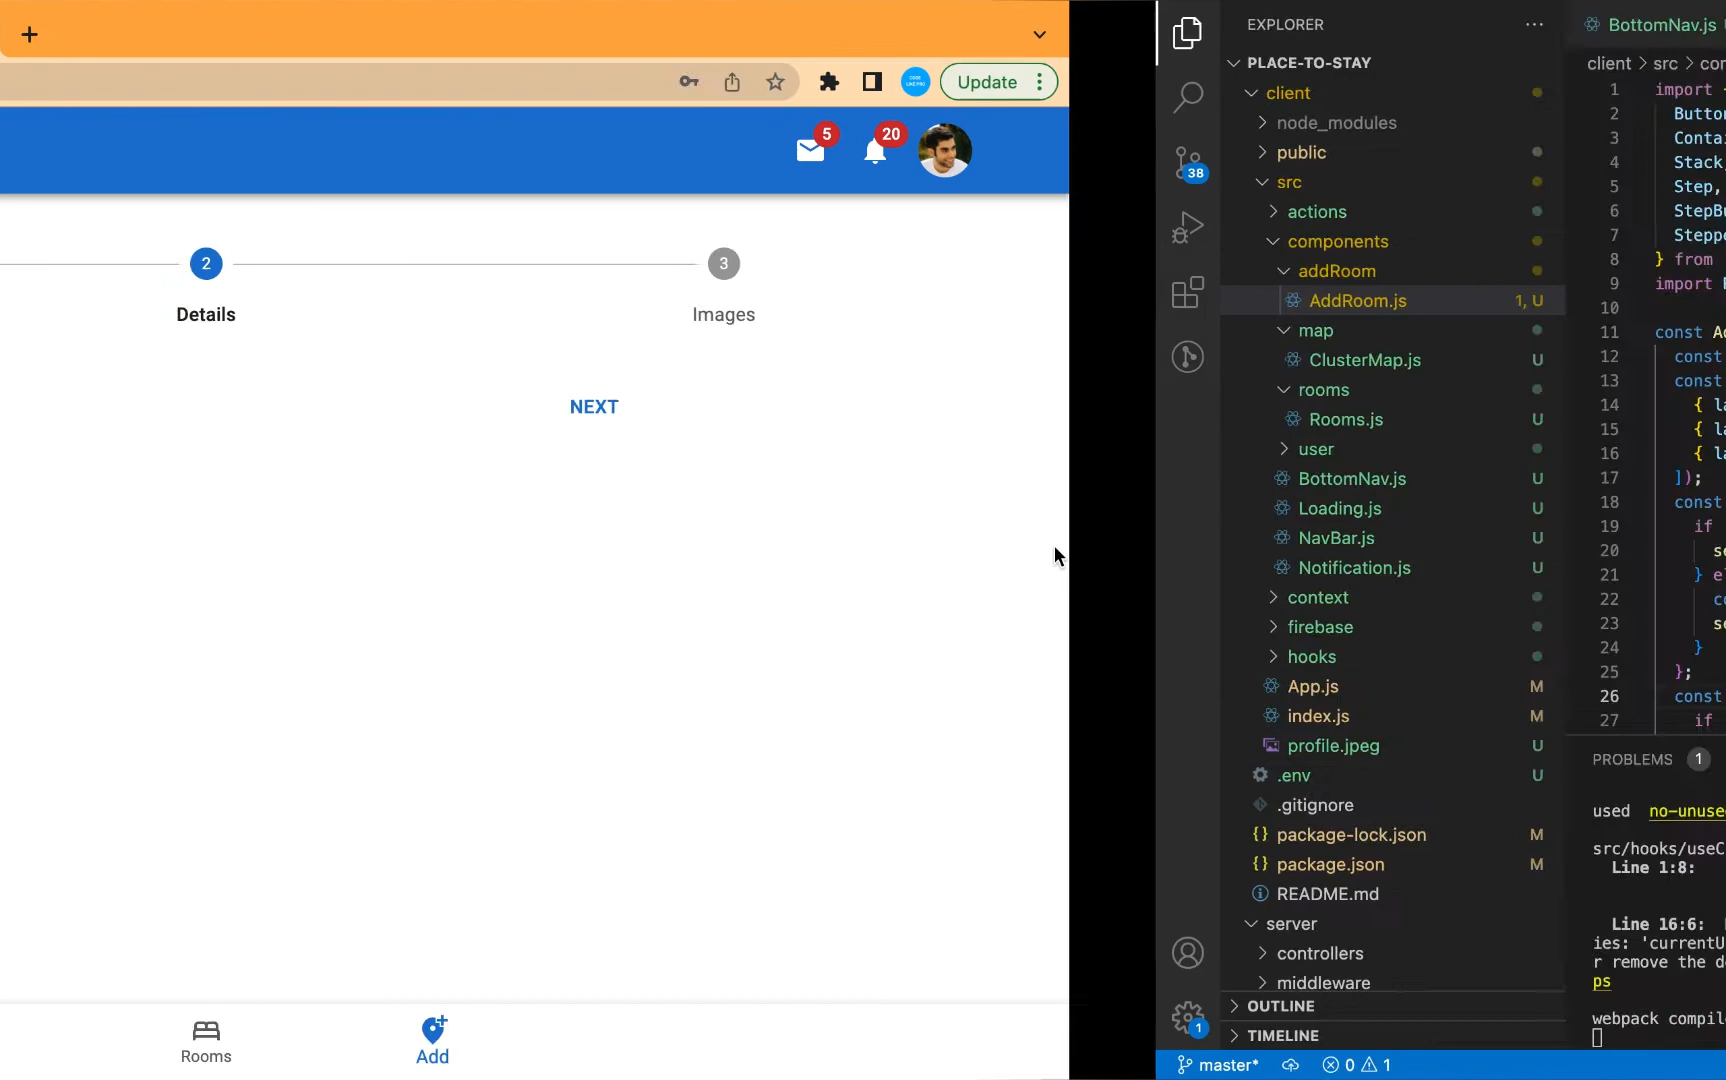 Update
5
20
2
3
Details
Images
NEXT
Rooms
Add
38
1
EXPLORER
PLACE-TO-STAY
client
node_modules
public
src
actions
components
addRoom
AddRoom.js 1, U
map
ClusterMap.js U
rooms
Rooms.js U
user
BottomNav.js U
Loading.js U
NavBar.js U
Notification.js U
context
firebase
hooks
App.js M
index.js M
profile.jpeg U
.env U
.gitignore
package-lock.json M
package.json M
README.md
server
controllers
middleware
OUTLINE
TIMELINE
master* 0 1
BottomNav.js
client > src >
1 import
2
3
4 Stack
5 Step,
6
7
8 } from
9 import
10
11 const
12 const
13 const
14 {
15 {
16 {
17 ]);
18 const
19 if
20
21 }
22
23
24 }
25 };
26 const
27 if
PROBLEMS 1
used
Line 1:8:
Line 16:6:
r remove the
ps
webpack